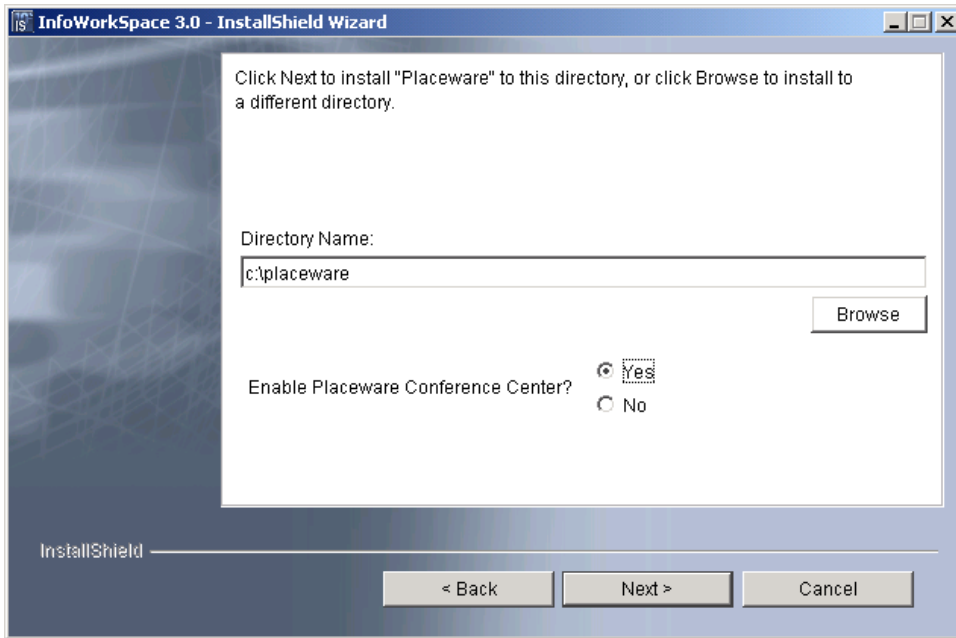 InfoWorkSpace 3.0 - InstallShield Wizard
Click Next to install "Placeware" to this directory, or click Browse to install to
a different directory.
Directory Name:
c:\placeware
Browse
Enable Placeware Conference Center?
Yes
No
InstallShield
< Back
Next >
Cancel